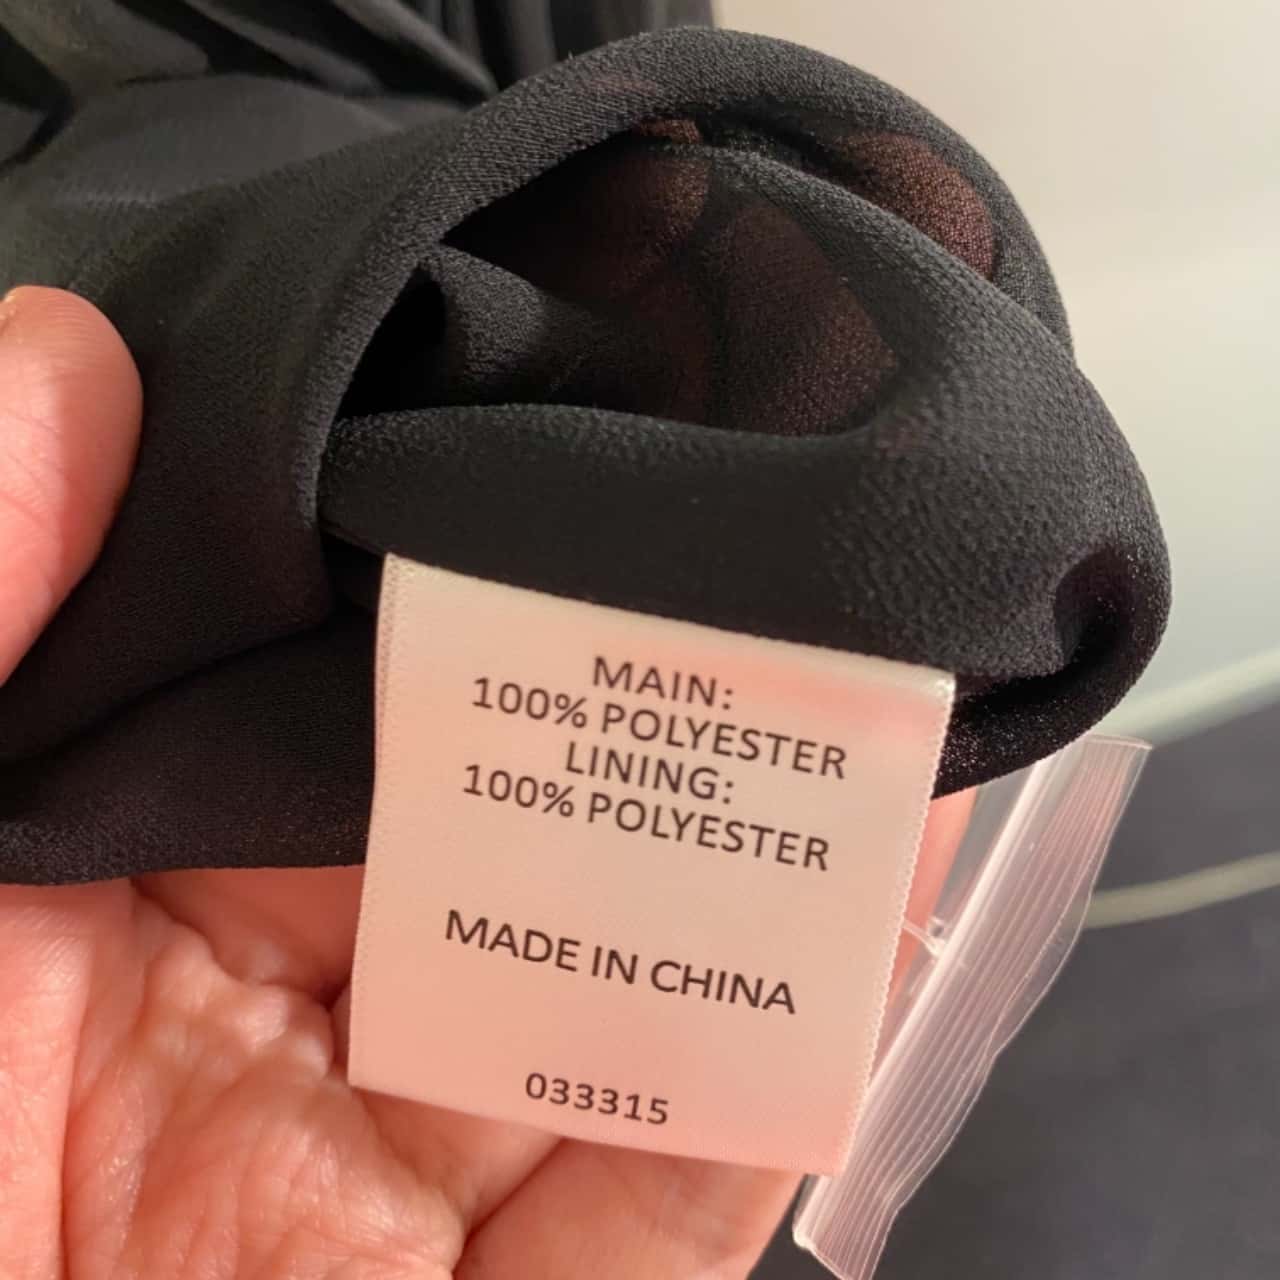 MAIN:
100% POLYESTER
LINING:
100% POLYESTER
MADE IN CHINA
033315